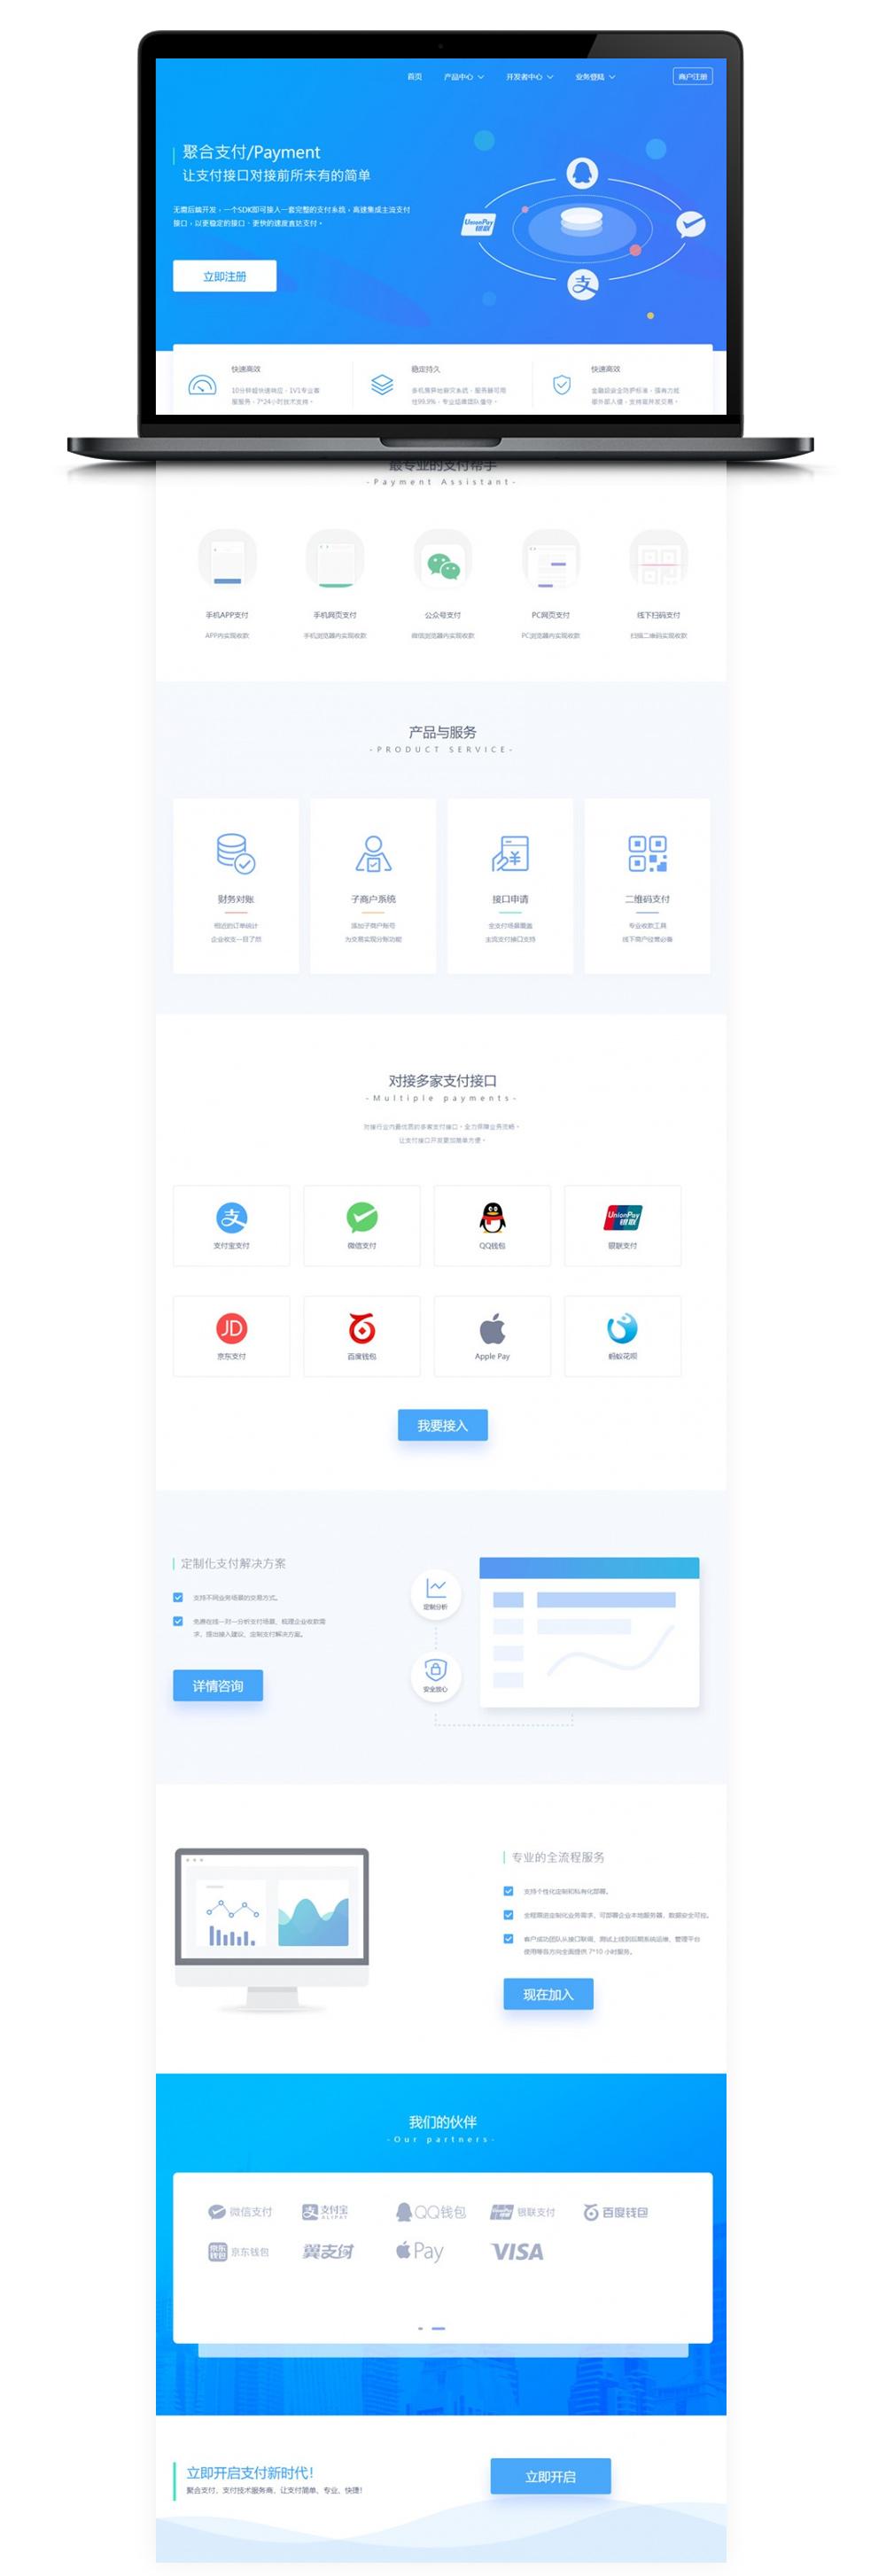 首页 产品中心 开发者中心 业务登陆 商户注册
聚合支付/Payment
让支付接口对接前所未有的简单
无需后端开发，一个SDK即可接入一套完整的支付系统，高速集成主流支付
接口，以更稳定的接口、更快的速度直达支付。
立即注册
UnionPay
银联
支
快速高效
10分钟超快速响应，1V1专业客
服服务，7*24小时技术支持。
稳定持久
多机房异地容灾系统，服务器可用
性99.9%，专业运维团队值守。
快速高效
金融级安全防护标准，强有力抵
御外部入侵，支持高并发交易。
最专业的支付帮手
-Payment Assistant-
手机APP支付
APP内实现收款
手机网页支付
手机浏览器内实现收款
公众号支付
微信浏览器内实现收款
PC网页支付
PC浏览器内实现收款
线下扫码支付
扫描二维码实现收款
产品与服务
-PRODUCT SERVICE-
财务对账
相近的订单统计
企业收支一目了然
子商户系统
添加子商户账号
为交易实现分账功能
接口申请
全支付场景覆盖
主流支付接口支持
二维码支付
专业收款工具
线下商户经营必备
对接多家支付接口
-Multiple payments-
对接行业内最优质的多家支付接口，全力保障业务流畅，
让支付接口开发更加简单方便。
支付宝支付
微信支付
QQ钱包
UnionPay
银联
银联支付
JD
京东支付
百度钱包
Apple Pay
蚂蚁花呗
我要接入
定制化支付解决方案
支持不同业务场景的交易方式。
免费在线一对一分析支付场景，梳理企业收款需
求，提出接入建议，定制支付解决方案。
详情咨询
定制分析
安全放心
专业的全流程服务
支持个性化定制和私有化部署。
全程跟进定制化业务需求，可部署企业本地服务器，数据安全可控。
客户成功团队从接口联调，测试上线到后期系统运维、管理平台
使用等各方向全面提供 7*10 小时服务。
现在加入
我们的伙伴
-Our partners-
微信支付 支付宝 ALIPAY QQ钱包 银联支付 百度钱包
京东钱包 京东钱包 翼支付 Pay VISA
立即开启支付新时代!
聚合支付，支付技术服务商，让支付简单、专业、快捷!
立即开启